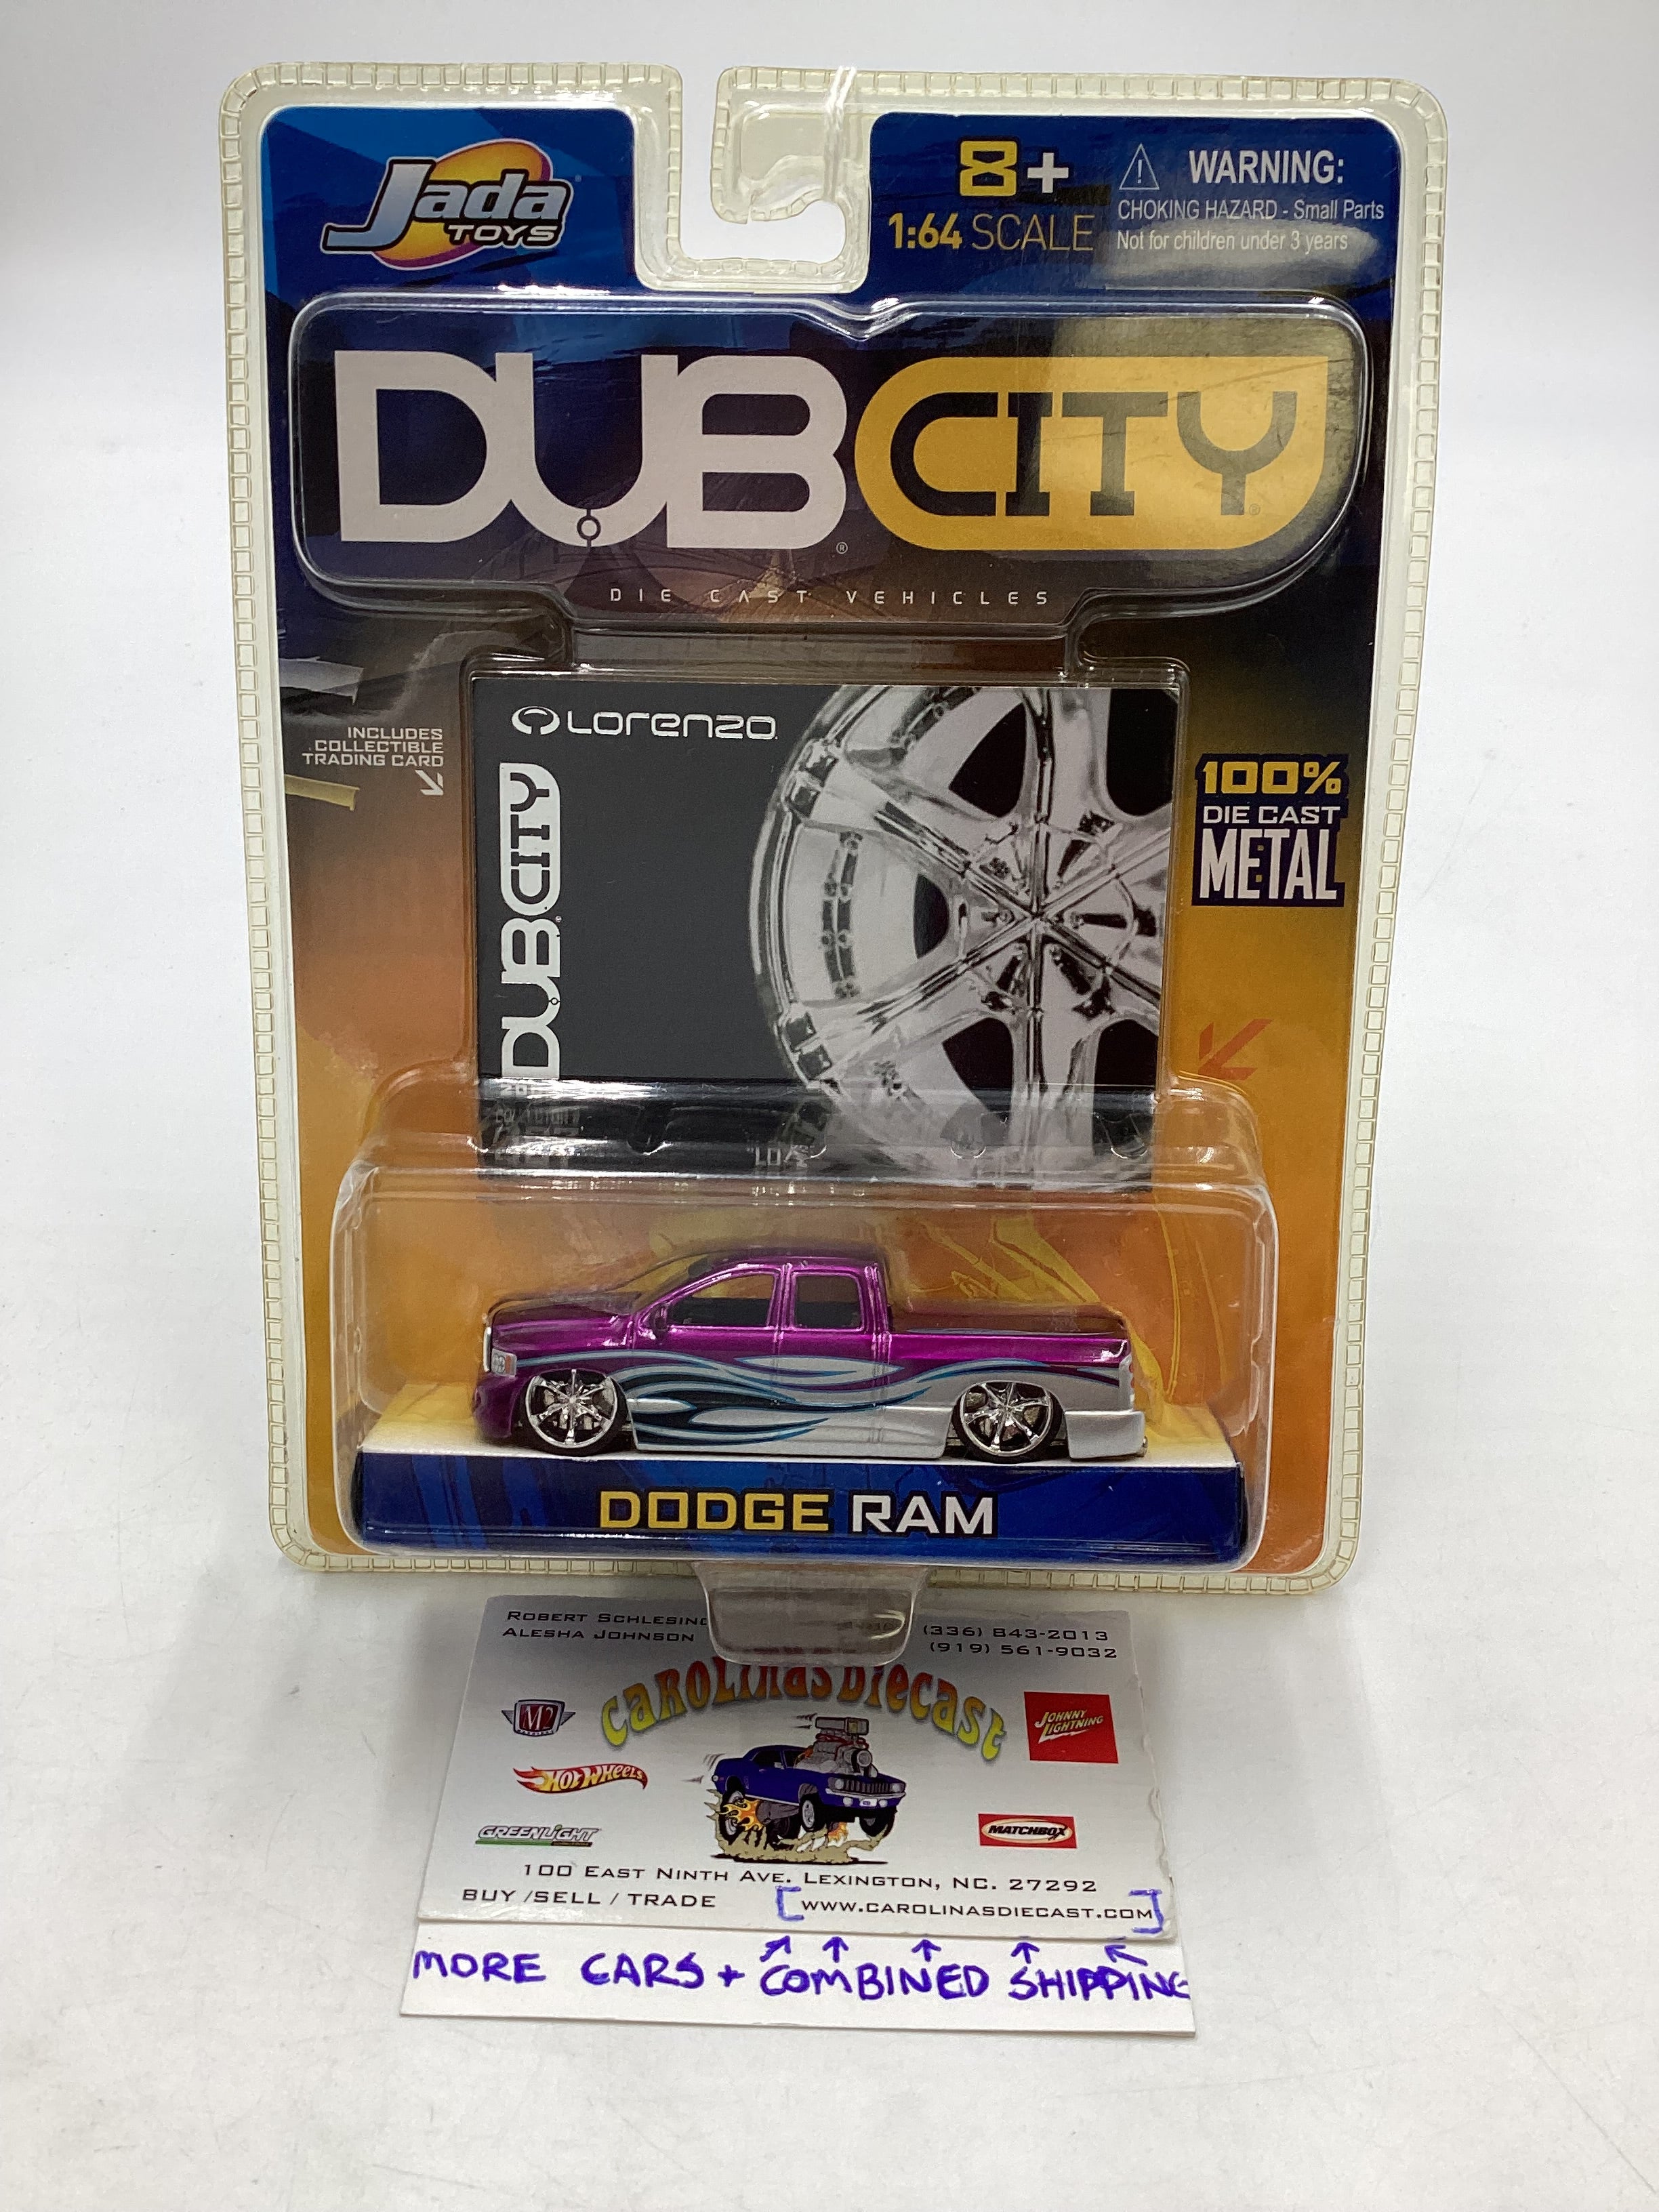 Jada
TOYS
8+
1:64 SCALE
WARNING:
CHOKING HAZARD - Small Parts
Not for children under 3 years
DUB CITY
DIE CAST VEHICLES
INCLUDES
COLLECTIBLE
TRADING CARD
LORENZO
DUB CITY
100%
DIE CAST
METAL
DODGE RAM
ROBERT
ALESHA JOHNSON
(336) 843-2013
(919) 561-9032
CAROLINAS DIECAST
M2
JOHNNY
LIGHTNING
HOT WHEELS
GREENLIGHT
MATCHBOX
100 EAST NINTH AVE. LEXINGTON, NC. 27292
BUY /SELL / TRADE [WWW.CAROLINASDIECAST.COM]
MORE CARS + COMBINED SHIPPING